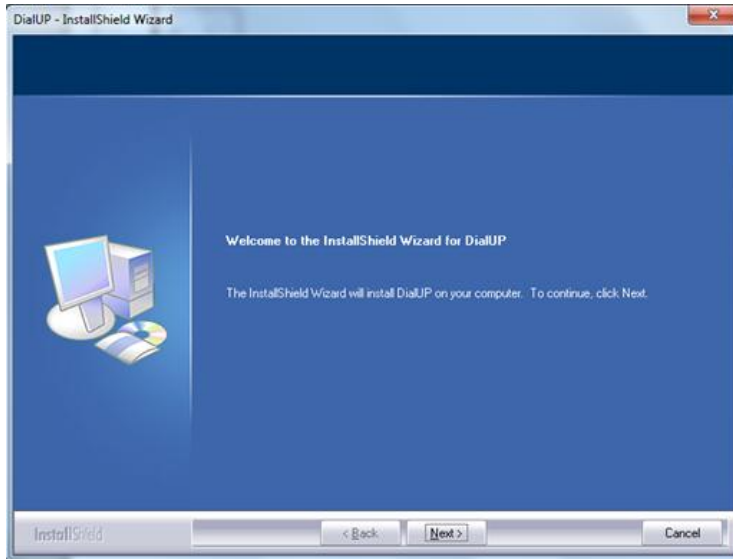 DialUP - InstallShield Wizard
Welcome to the InstallShield Wizard for DialUP
The InstallShield Wizard will install DialUP on your computer. To continue, click Next.
InstallShield
< Back
Next >
Cancel